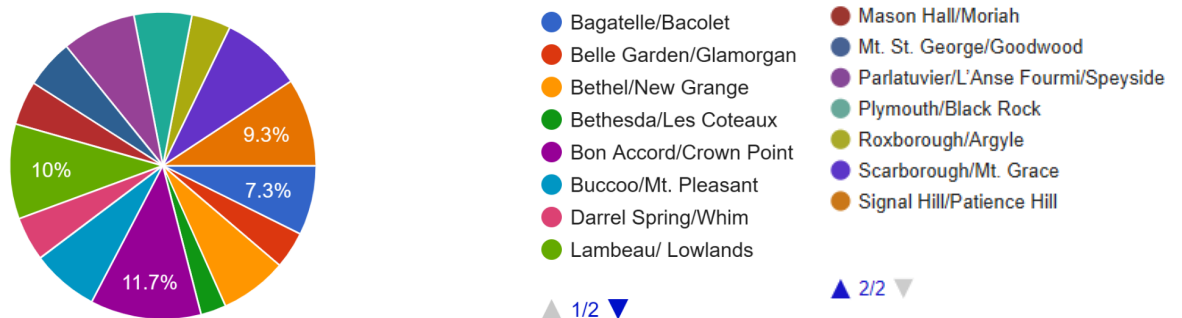 9.3%
7.3%
11.7%
10%
Bagatelle/Bacolet
Belle Garden/Glamorgan
Bethel/New Grange
Bethesda/Les Coteaux
Bon Accord/Crown Point
Buccoo/Mt. Pleasant
Darrel Spring/Whim
Lambeau/ Lowlands
1/2
Mason Hall/Moriah
Mt. St. George/Goodwood
Parlatuvier/L'Anse Fourmi/Speyside
Plymouth/Black Rock
Roxborough/Argyle
Scarborough/Mt. Grace
Signal Hill/Patience Hill
2/2